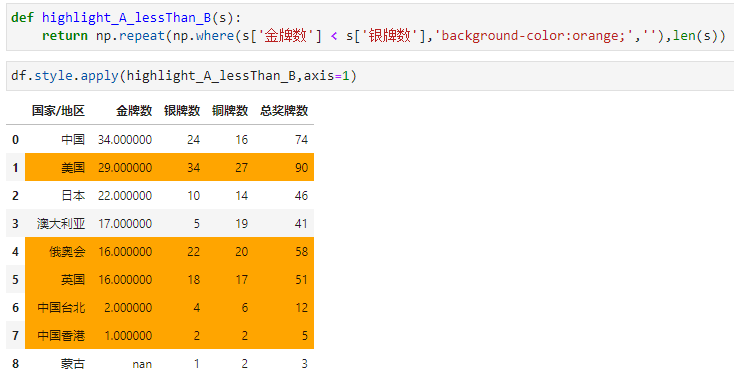 def highlight_A_lessThan_B(s):
    return np.repeat(np.where(s['金牌数'] < s['银牌数'],'background-color:orange;',''),len(s))
df.style.apply(highlight_A_lessThan_B,axis=1)
国家/地区 金牌数 银牌数 铜牌数 总奖牌数
0 中国 34.000000 24 16 74
1 美国 29.000000 34 27 90
2 日本 22.000000 10 14 46
3 澳大利亚 17.000000 5 19 41
4 俄奥会 16.000000 22 20 58
5 英国 16.000000 18 17 51
6 中国台北 2.000000 4 6 12
7 中国香港 1.000000 2 2 5
8 蒙古 nan 1 2 3